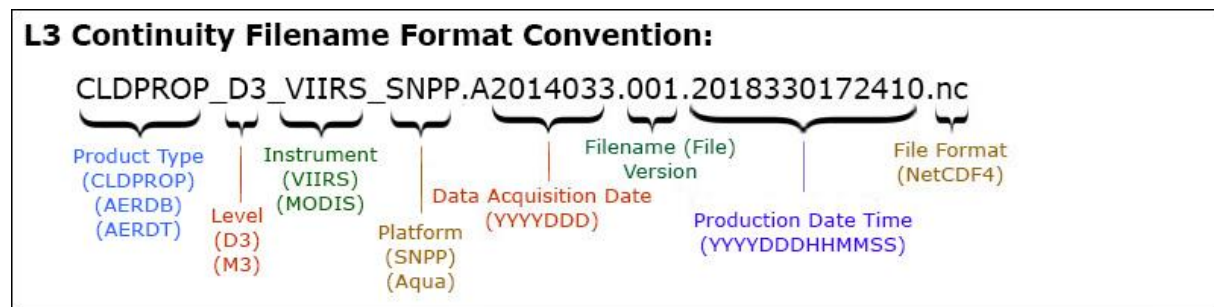 L3 Continuity Filename Format Convention:
CLDPROP_D3_VIIRS_SNPP.A2014033.001.2018330172410.nc
Product Type
(CLDPROP)
(AERDB)
(AERDT)
Level
(D3)
(M3)
Instrument
(VIIRS)
(MODIS)
Platform
(SNPP)
(Aqua)
Data Acquisition Date
(YYYYDDD)
Filename (File)
Version
Production Date Time
(YYYYDDDHHMMSS)
File Format
(NetCDF4)